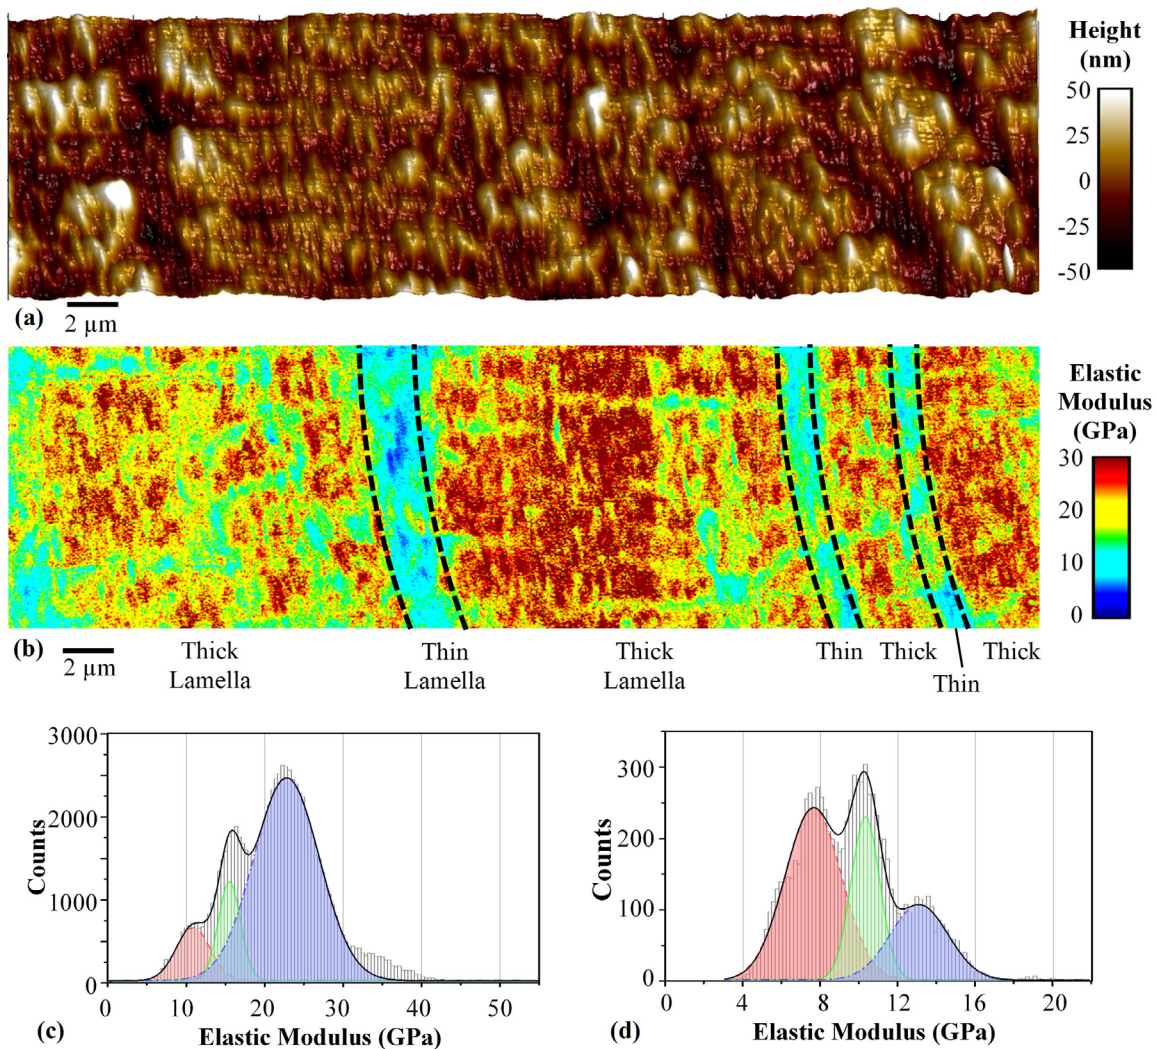 Height
(nm)
50
25
0
-25
-50
2 µm
(a)
Elastic
Modulus
(GPa)
30
20
10
0
(b)
2 µm
Thick
Lamella
Thin
Lamella
Thick
Lamella
Thin
Thick
Thick
Thin
3000
2000
1000
0
Counts
0
10
20
30
40
50
(c)
Elastic Modulus (GPa)
300
200
100
0
Counts
0
4
8
12
16
20
(d)
Elastic Modulus (GPa)